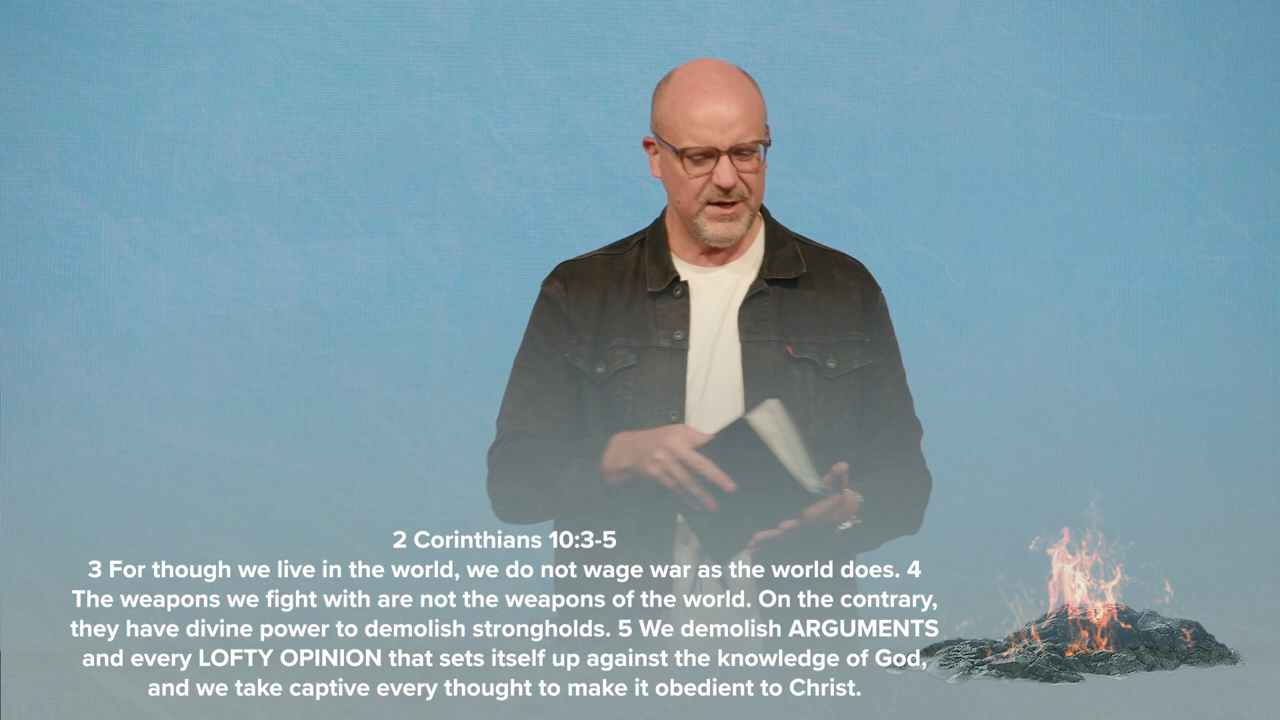 2 Corinthians 10:3-5
3 For though we live in the world, we do not wage war as the world does. 4
The weapons we fight with are not the weapons of the world. On the contrary,
they have divine power to demolish strongholds. 5 We demolish ARGUMENTS
and every LOFTY OPINION that sets itself up against the knowledge of God,
and we take captive every thought to make it obedient to Christ.